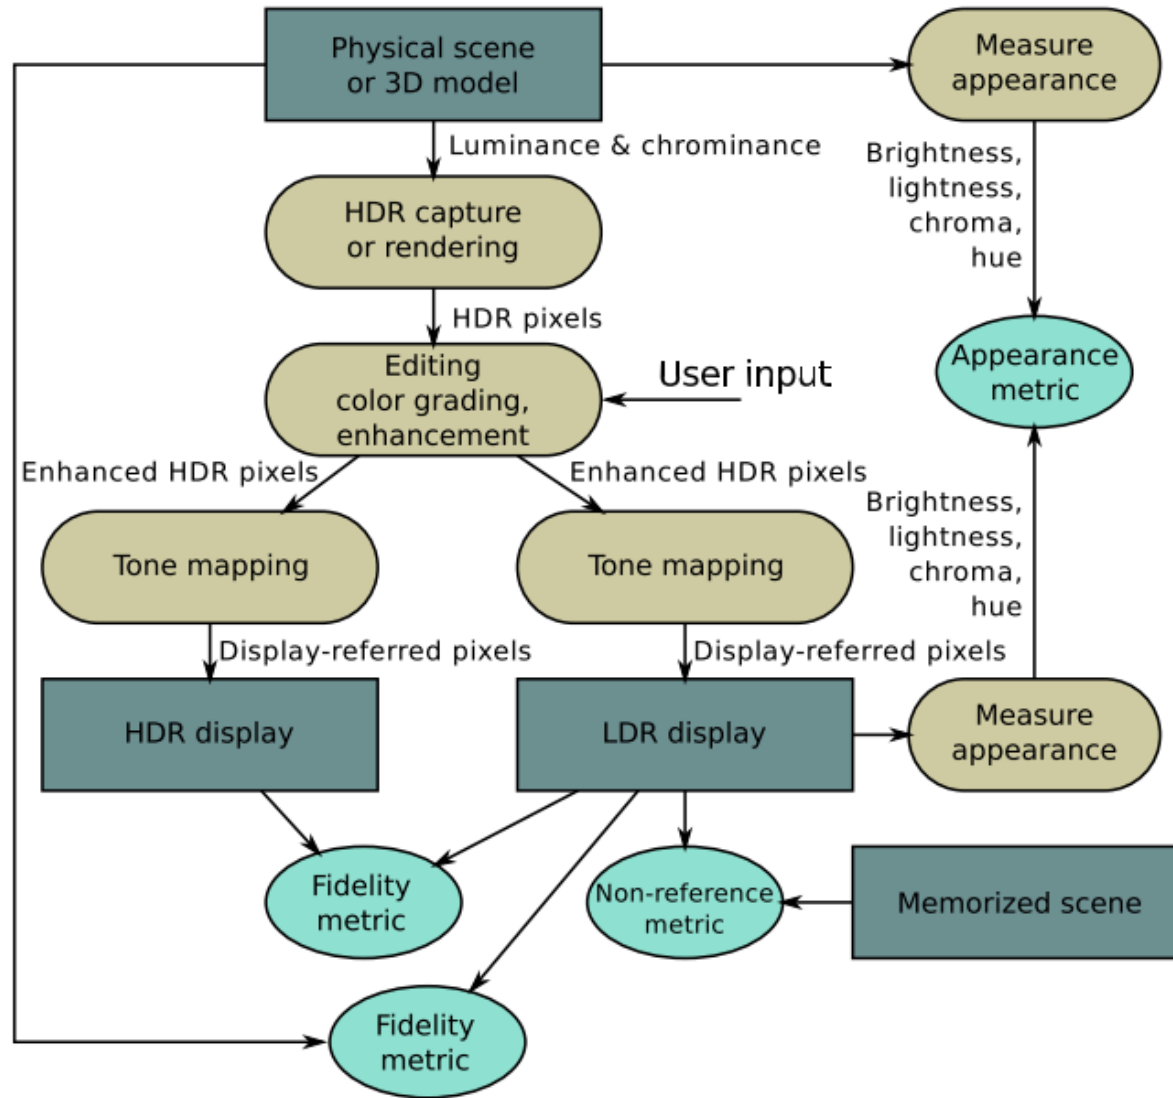 Physical scene
or 3D model
Measure
appearance
Luminance & chrominance
Brightness,
lightness,
chroma,
hue
HDR capture
or rendering
HDR pixels
Editing
color grading,
enhancement
User input
Appearance
metric
Enhanced HDR pixels
Enhanced HDR pixels
Brightness,
lightness,
chroma,
hue
Tone mapping
Tone mapping
Display-referred pixels
Display-referred pixels
HDR display
LDR display
Measure
appearance
Fidelity
metric
Non-reference
metric
Memorized scene
Fidelity
metric